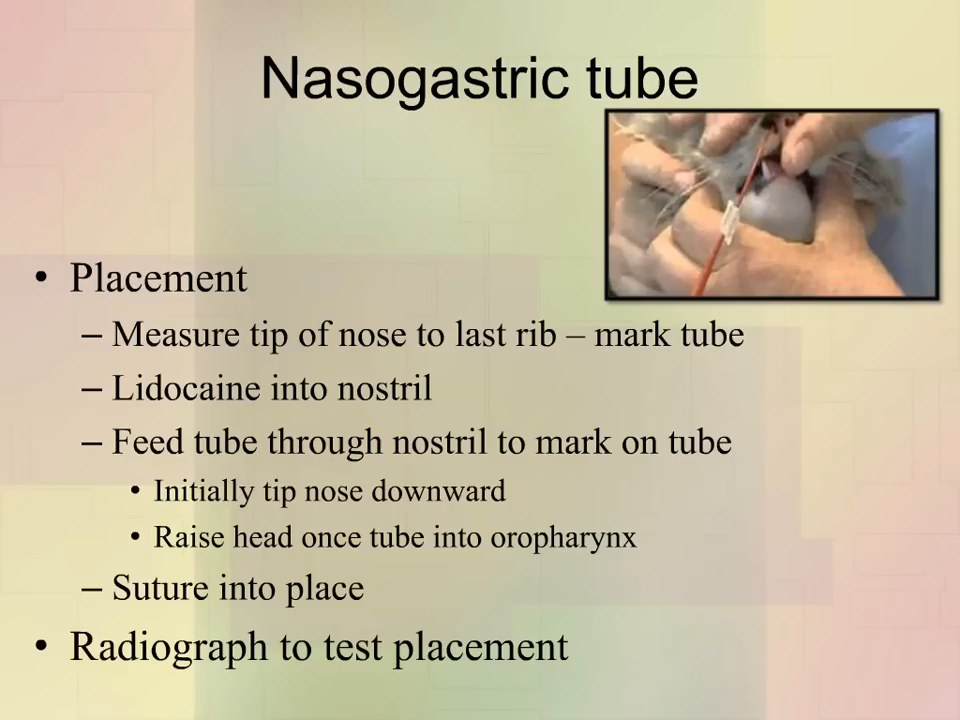 Nasogastric tube
• Placement
– Measure tip of nose to last rib – mark tube
– Lidocaine into nostril
– Feed tube through nostril to mark on tube
• Initially tip nose downward
• Raise head once tube into oropharynx
– Suture into place
• Radiograph to test placement